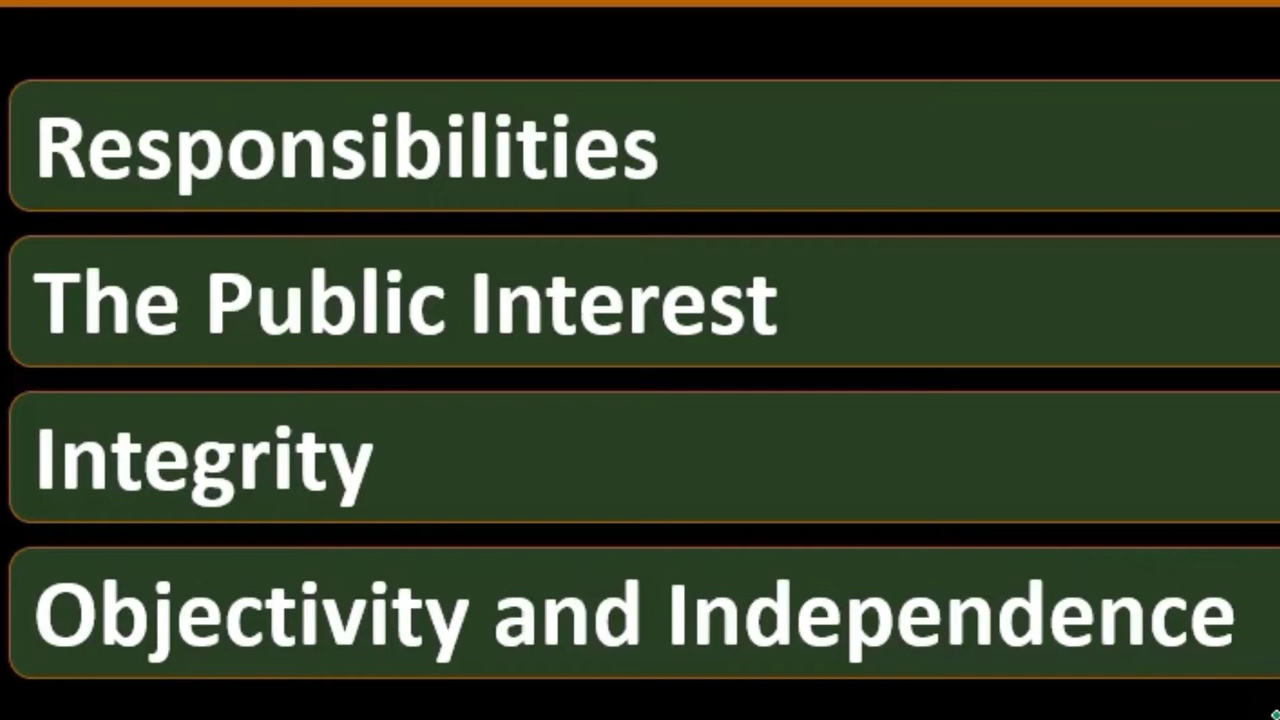 Responsibilities
The Public Interest
Integrity
Objectivity and Independence